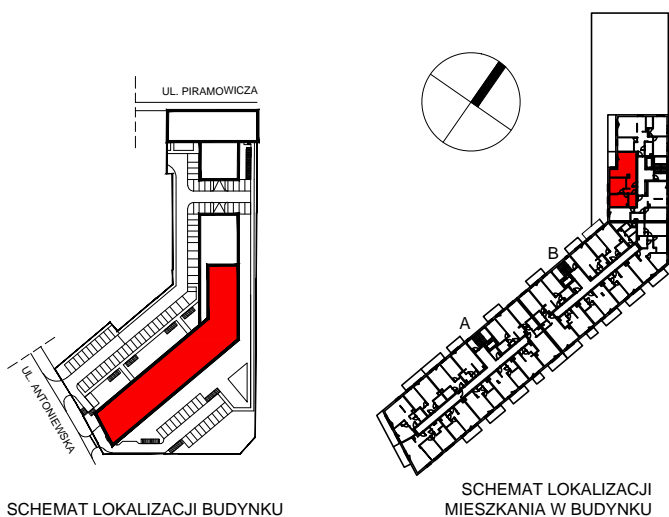 UL. PIRAMOWICZA
B
A
UL. ANTONIEWSKA
SCHEMAT LOKALIZACJI BUDYNKU
SCHEMAT LOKALIZACJI
MIESZKANIA W BUDYNKU